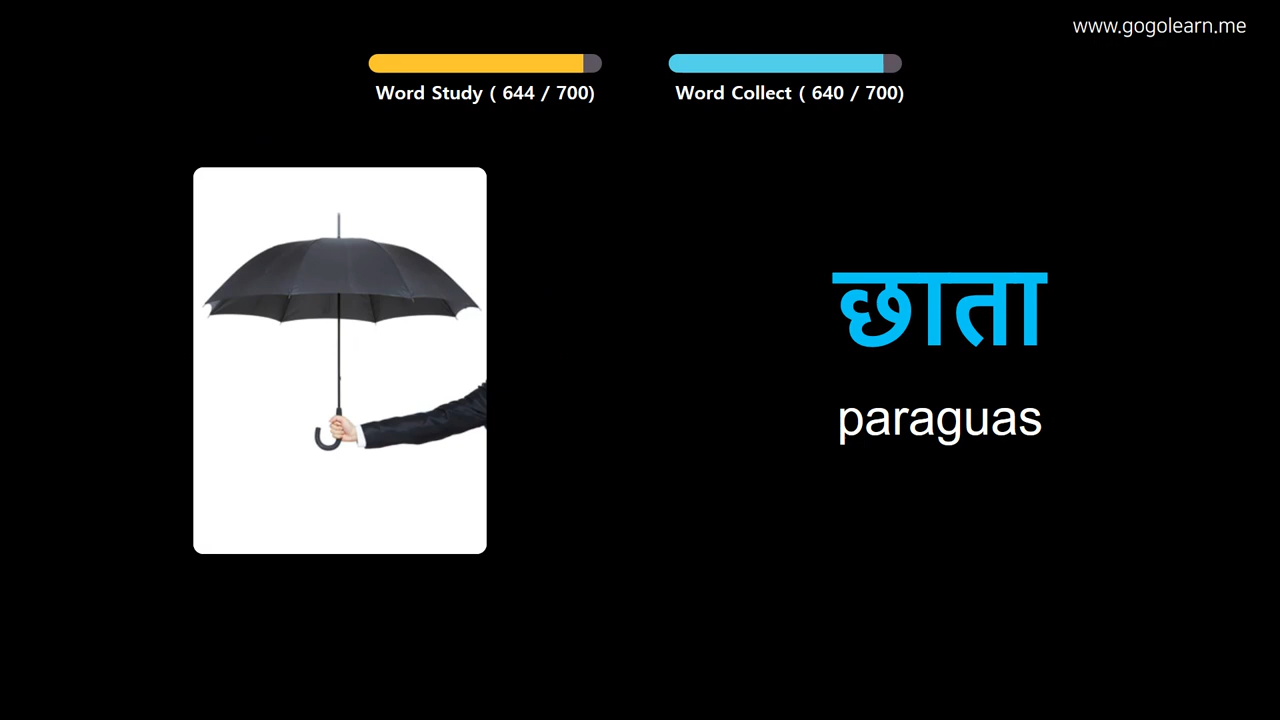 www.gogolearn.me
Word Study ( 644 / 700)
Word Collect ( 640 / 700)
छाता
paraguas